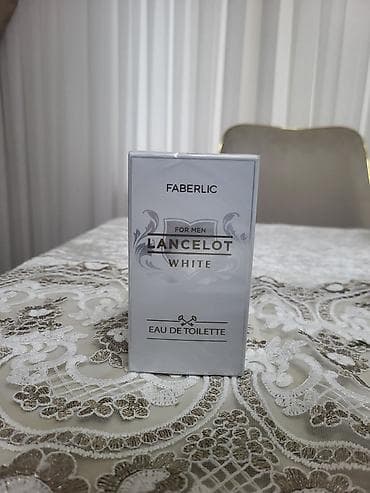 FABERLIC
FOR MEN
LANCELOT
WHITE
EAU DE TOILETTE